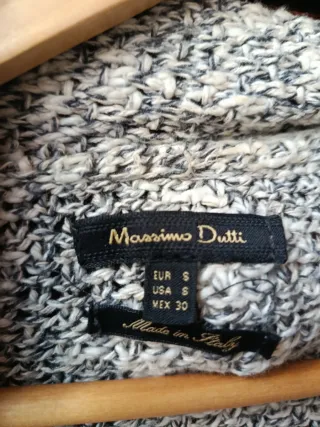 Massimo Dutti
EUR S
USA S
MEX 30
Made in Italy